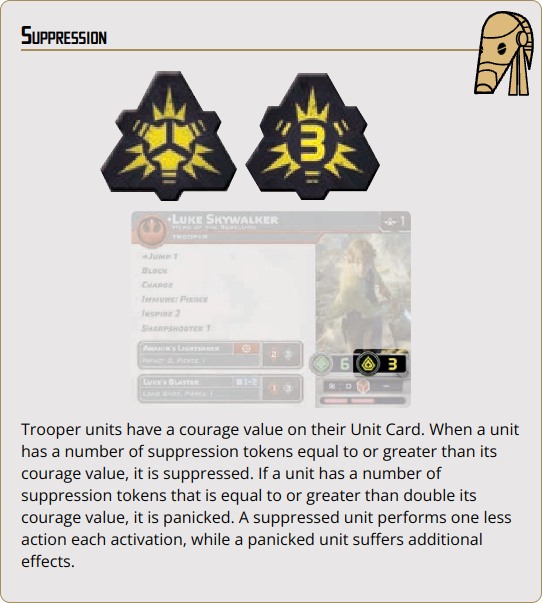 Suppression
3
•Luke Skywalker
Hero of the Rebellion
Trooper
1
Jump 1
Block
Charge
Immune: Pierce
Inspire 2
Sharpshooter 1
Anakin's Lightsaber
Impact 2, Pierce 2
2
Luke's Blaster
1-2
Long Shot, Pierce 1
1
3
6
3
Trooper units have a courage value on their Unit Card. When a unit
has a number of suppression tokens equal to or greater than its
courage value, it is suppressed. If a unit has a number of
suppression tokens that is equal to or greater than double its
courage value, it is panicked. A suppressed unit performs one less
action each activation, while a panicked unit suffers additional
effects.